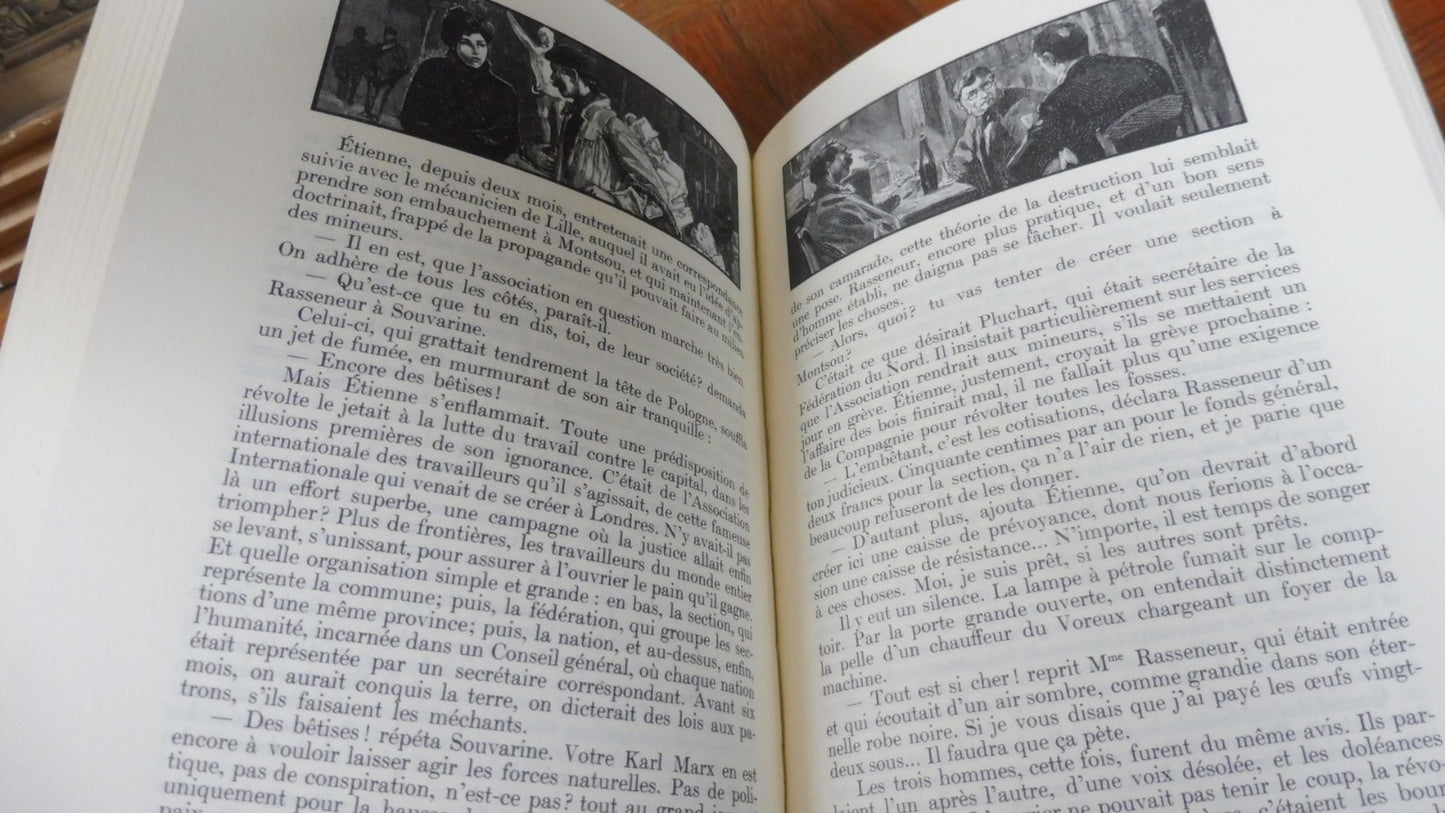 Étienne, depuis deux mois, entretenait une correspondance
suivie avec le mécanicien de Lille, auquel il avait eu l'idée d'ap-
prendre son embauchement à Montsou, et qui maintenant l'en-
doctrinait, frappé de la propagande qu'il pouvait faire au milieu
des mineurs.
— Il en est, que l'association en question marche très bien.
On adhère de tous les côtés, paraît-il.
— Qu'est-ce que tu en dis, toi, de leur société? demanda
Rasseneur à Souvarine.
Celui-ci, qui grattait tendrement la tête de Pologne, souffla
un jet de fumée, en murmurant de son air tranquille :
— Encore des bêtises!
Mais Étienne s'enflammait. Toute une prédisposition de
révolte le jetait à la lutte du travail contre le capital, dans les
illusions premières de son ignorance. C'était de l'Association
internationale des travailleurs qu'il s'agissait, de cette fameuse
Internationale qui venait de se créer à Londres. N'y avait-il pas
là un effort superbe, une campagne où la justice allait enfin
triompher? Plus de frontières, les travailleurs du monde entier
se levant, s'unissant, pour assurer à l'ouvrier le pain qu'il gagne.
Et quelle organisation simple et grande : en bas, la section, qui
représente la commune; puis, la fédération, qui groupe les sec-
tions d'une même province; puis, la nation, et au-dessus, enfin,
l'humanité, incarnée dans un Conseil général, où chaque nation
était représentée par un secrétaire correspondant. Avant six
mois, on aurait conquis la terre, on dicterait des lois aux pa-
trons, s'ils faisaient les méchants.
— Des bêtises! répéta Souvarine. Votre Karl Marx en est
encore à vouloir laisser agir les forces naturelles. Pas de poli-
tique, pas de conspiration, n'est-ce pas? tout au grand
uniquement pour la
de son camarade, cette théorie de la destruction lui semblait
une pose. Rasseneur, encore plus pratique, et d'un bon sens
d'homme établi, ne daigna pas se fâcher. Il voulait seulement
préciser les choses.
— Alors, quoi? tu vas tenter de créer une section à
Montsou?
C'était ce que désirait Pluchart, qui était secrétaire de la
Fédération du Nord. Il insistait particulièrement sur les services
que l'Association rendrait aux mineurs, s'ils se mettaient un
jour en grève. Étienne, justement, croyait la grève prochaine :
l'affaire des bois finirait mal, il ne fallait plus qu'une exigence
de la Compagnie pour révolter toutes les fosses.
— L'embêtant, c'est les cotisations, déclara Rasseneur d'un
ton judicieux. Cinquante centimes par an pour le fonds général,
deux francs pour la section, ça n'a l'air de rien, et je parie que
beaucoup refuseront de les donner.
— D'autant plus, ajouta Étienne, qu'on devrait d'abord
créer ici une caisse de prévoyance, dont nous ferions à l'occa-
sion une caisse de résistance... N'importe, il est temps de songer
à ces choses. Moi, je suis prêt, si les autres sont prêts.
Il y eut un silence. La lampe à pétrole fumait sur le comp-
toir. Par la porte grande ouverte, on entendait distinctement
la pelle d'un chauffeur du Voreux chargeant un foyer de la
machine.
— Tout est si cher! reprit Mme Rasseneur, qui était entrée
et qui écoutait d'un air sombre, comme grandie dans son éter-
nelle robe noire. Si je vous disais que j'ai payé les œufs vingt-
deux sous... Il faudra que ça pète.
Les trois hommes, cette fois, furent du même avis. Ils par-
laient l'un après l'autre, d'une voix désolée, et les doléances
ne pouvait pas tenir le coup, la révo-
c'étaient les bour